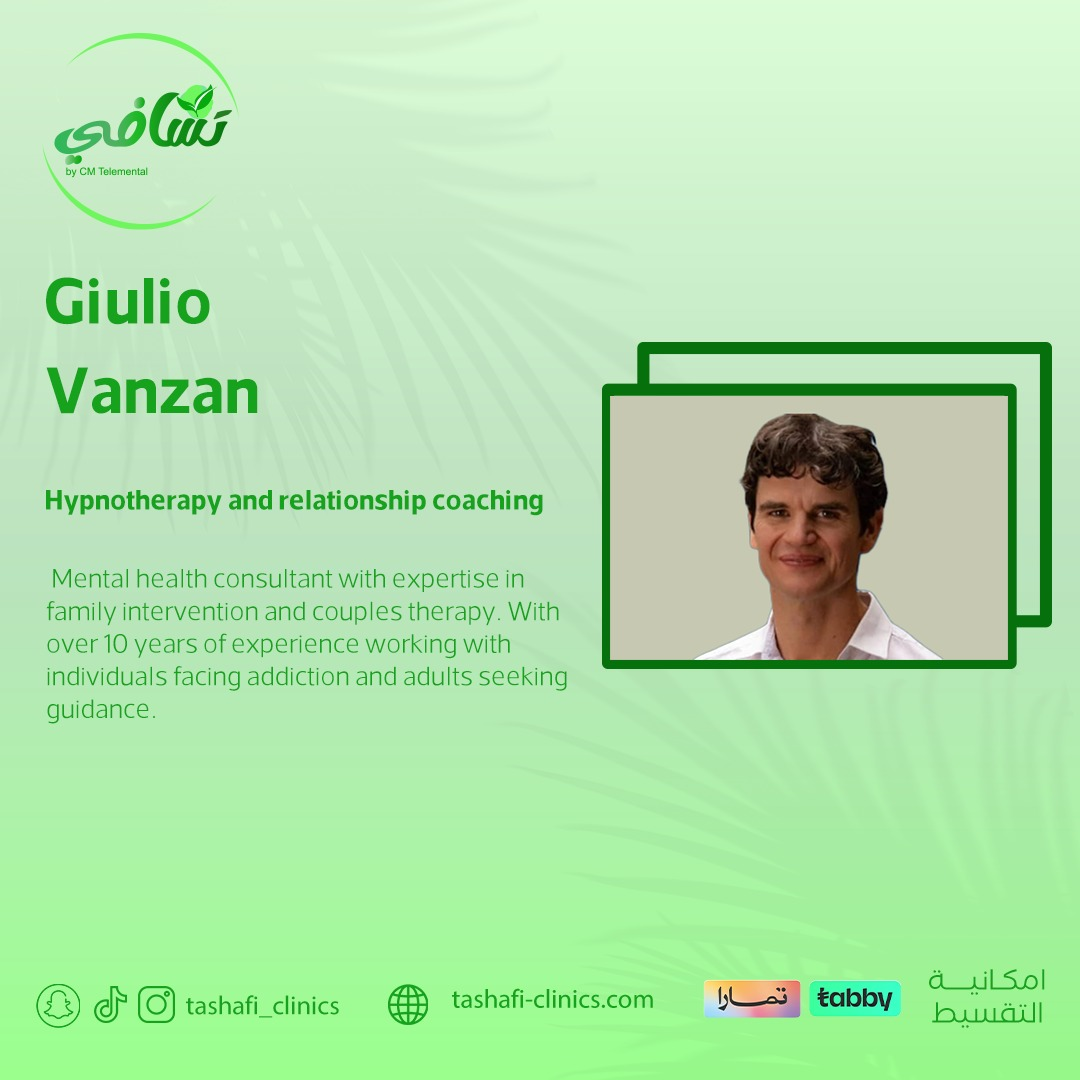 تشافي
by CM Telemental
Giulio
Vanzan
Hypnotherapy and relationship coaching
Mental health consultant with expertise in
family intervention and couples therapy. With
over 10 years of experience working with
individuals facing addiction and adults seeking
guidance.
tashafi_clinics
tashafi-clinics.com
تمارا
tabby
امكانيـــة
التقسيط